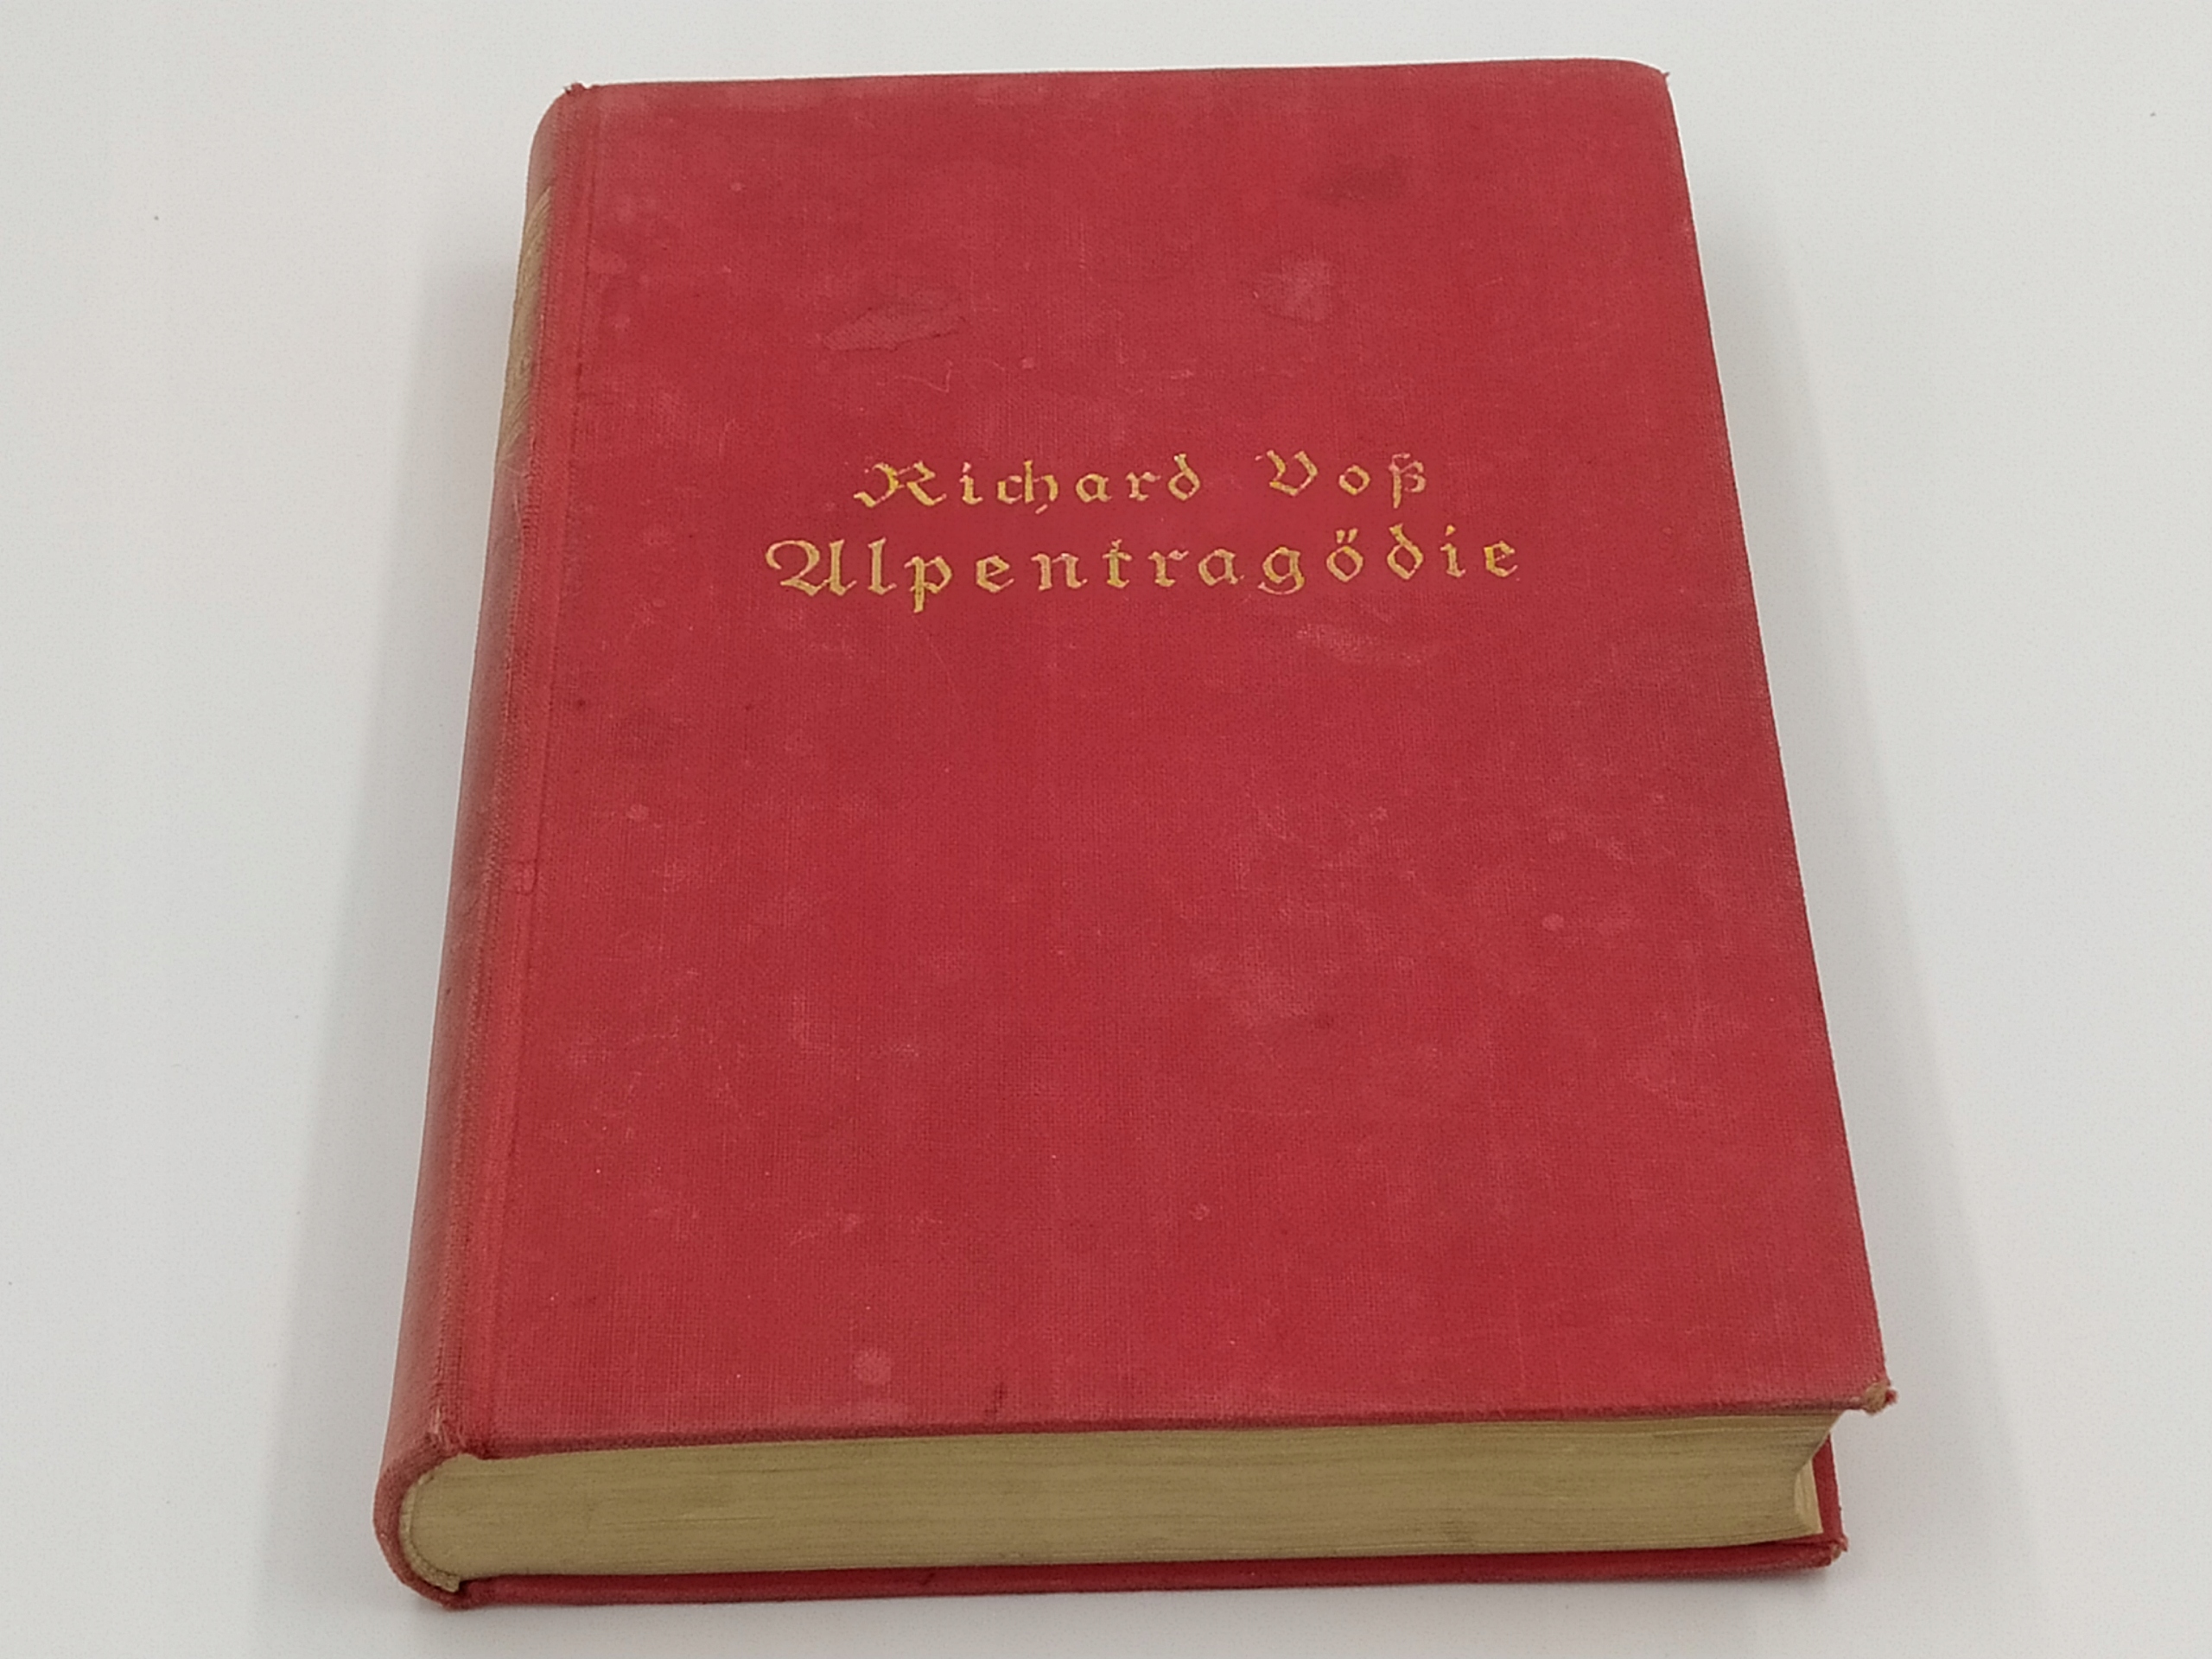 Richard Voß
Alpentragödie